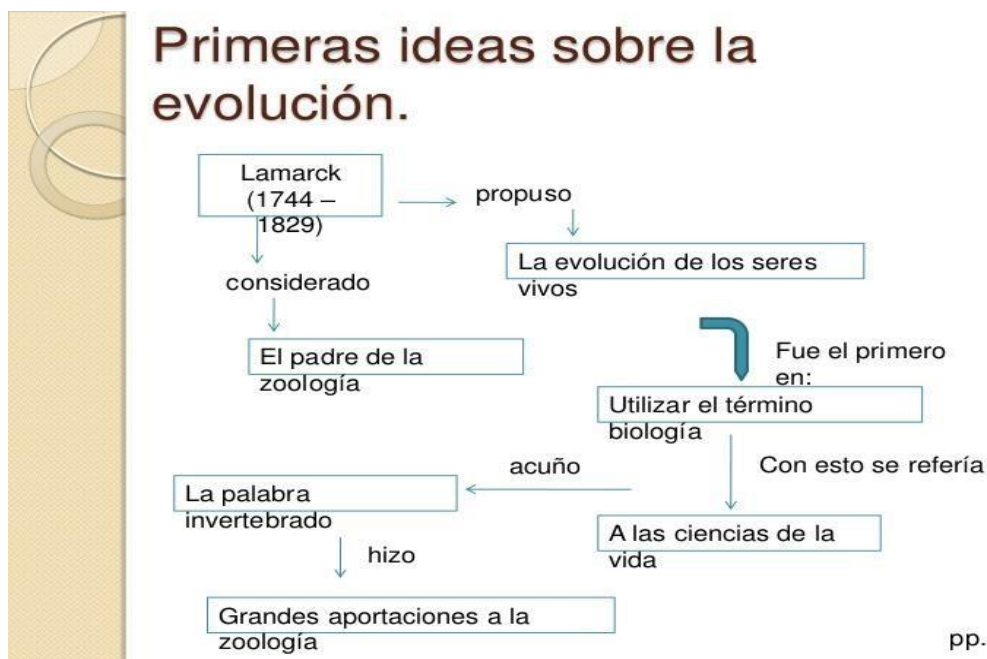 Primeras ideas sobre la
evolución.
Lamarck
(1744 –
1829)
propuso
La evolución de los seres
vivos
considerado
El padre de la
zoología
Fue el primero
en:
Utilizar el término
biología
Con esto se refería
A las ciencias de la
vida
acuño
La palabra
invertebrado
hizo
Grandes aportaciones a la
zoología
pp.